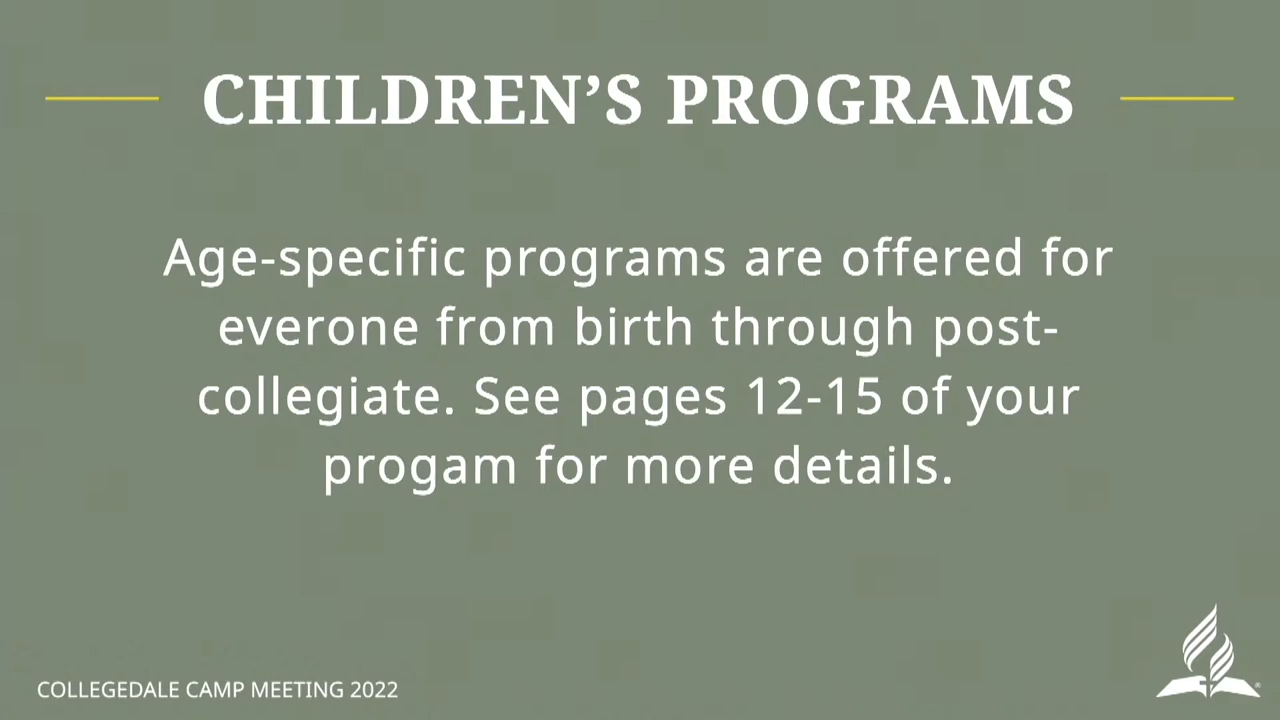 CHILDREN’S PROGRAMS
Age-specific programs are offered for
everone from birth through post-
collegiate. See pages 12-15 of your
progam for more details.
COLLEGEDALE CAMP MEETING 2022